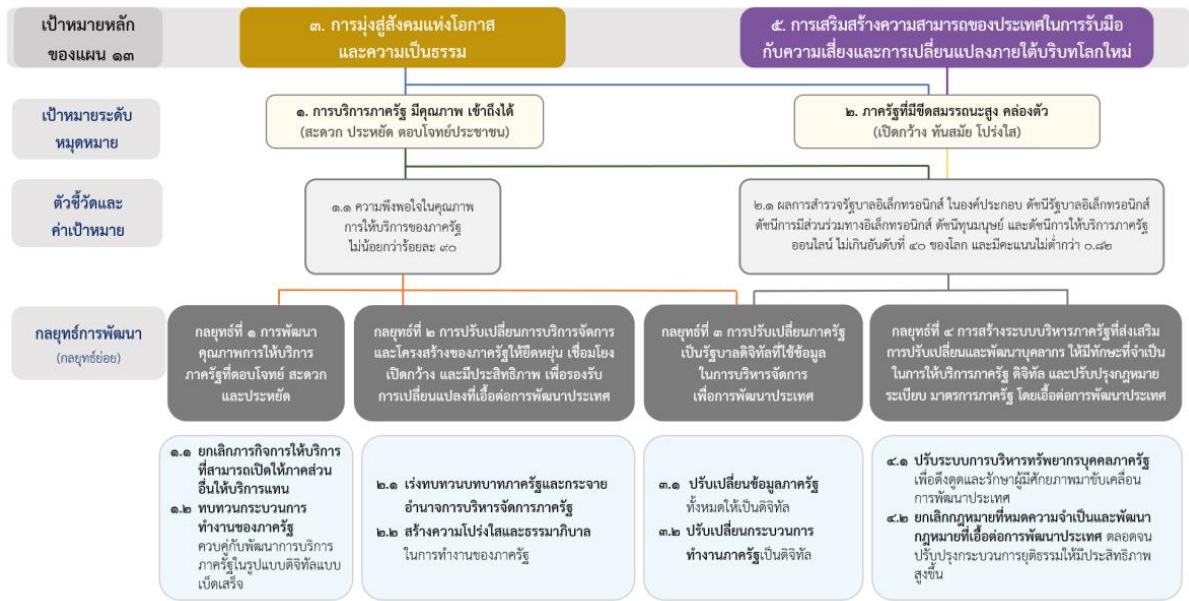 เป้าหมายหลัก
ของแผน ๑๓
๓. การมุ่งสู่สังคมแห่งโอกาส
และความเป็นธรรม
๕. การเสริมสร้างความสามารถของประเทศในการรับมือ
กับความเสี่ยงและการเปลี่ยนแปลงภายใต้บริบทโลกใหม่
เป้าหมายระดับ
หมุดหมาย
๑. การบริการภาครัฐ มีคุณภาพ เข้าถึงได้
(สะดวก ประหยัด ตอบโจทย์ประชาชน)
๒. ภาครัฐที่มีขีดสมรรถนะสูง คล่องตัว
(เปิดกว้าง ทันสมัย โปร่งใส)
ตัวชี้วัดและ
ค่าเป้าหมาย
๑.๑ ความพึงพอใจในคุณภาพ
การให้บริการของภาครัฐ
ไม่น้อยกว่าร้อยละ ๙๐
๒.๑ ผลการสำรวจรัฐบาลอิเล็กทรอนิกส์ ในองค์ประกอบ ดัชนีรัฐบาลอิเล็กทรอนิกส์
ดัชนีการมีส่วนร่วมทางอิเล็กทรอนิกส์ ดัชนีทุนมนุษย์ และดัชนีการให้บริการภาครัฐ
ออนไลน์ ไม่เกินอันดับที่ ๔๐ ของโลก และมีคะแนนไม่ต่ำกว่า ๐.๘๒
กลยุทธ์การพัฒนา
(กลยุทธ์ย่อย)
กลยุทธ์ที่ ๑ การพัฒนา
คุณภาพการให้บริการ
ภาครัฐที่ตอบโจทย์ สะดวก
และประหยัด
กลยุทธ์ที่ ๒ การปรับเปลี่ยนการบริการจัดการ
และโครงสร้างของภาครัฐให้ยืดหยุ่น เชื่อมโยง
เปิดกว้าง และมีประสิทธิภาพ เพื่อรองรับ
การเปลี่ยนแปลงที่เอื้อต่อการพัฒนาประเทศ
กลยุทธ์ที่ ๓ การปรับเปลี่ยนภาครัฐ
เป็นรัฐบาลดิจิทัลที่ใช้ข้อมูล
ในการบริหารจัดการ
เพื่อการพัฒนาประเทศ
กลยุทธ์ที่ ๔ การสร้างระบบบริหารภาครัฐที่ส่งเสริม
การปรับเปลี่ยนและพัฒนาบุคลากร ให้มีทักษะที่จำเป็น
ในการให้บริการภาครัฐ ดิจิทัล และปรับปรุงกฎหมาย
ระเบียบ มาตรการภาครัฐ โดยเอื้อต่อการพัฒนาประเทศ
๑.๑ ยกเลิกภารกิจการให้บริการ
ที่สามารถเปิดให้ภาคส่วน
อื่นให้บริการแทน
๑.๒ ทบทวนกระบวนการ
ทำงานของภาครัฐ
ควบคู่กับพัฒนาการบริการ
ภาครัฐในรูปแบบดิจิทัลแบบ
เบ็ดเสร็จ
๒.๑ เร่งทบทวนบทบาทภาครัฐและกระจาย
อำนาจการบริหารจัดการภาครัฐ
๒.๒ สร้างความโปร่งใสและธรรมาภิบาล
ในการทำงานของภาครัฐ
๓.๑ ปรับเปลี่ยนข้อมูลภาครัฐ
ทั้งหมดให้เป็นดิจิทัล
๓.๒ ปรับเปลี่ยนกระบวนการ
ทำงานภาครัฐเป็นดิจิทัล
๔.๑ ปรับระบบการบริหารทรัพยากรบุคคลภาครัฐ
เพื่อดึงดูดและรักษาผู้มีศักยภาพมาขับเคลื่อน
การพัฒนาประเทศ
๔.๒ ยกเลิกกฎหมายที่หมดความจำเป็นและพัฒนา
กฎหมายที่เอื้อต่อการพัฒนาประเทศ ตลอดจน
ปรับปรุงกระบวนการยุติธรรมให้มีประสิทธิภาพ
สูงขึ้น